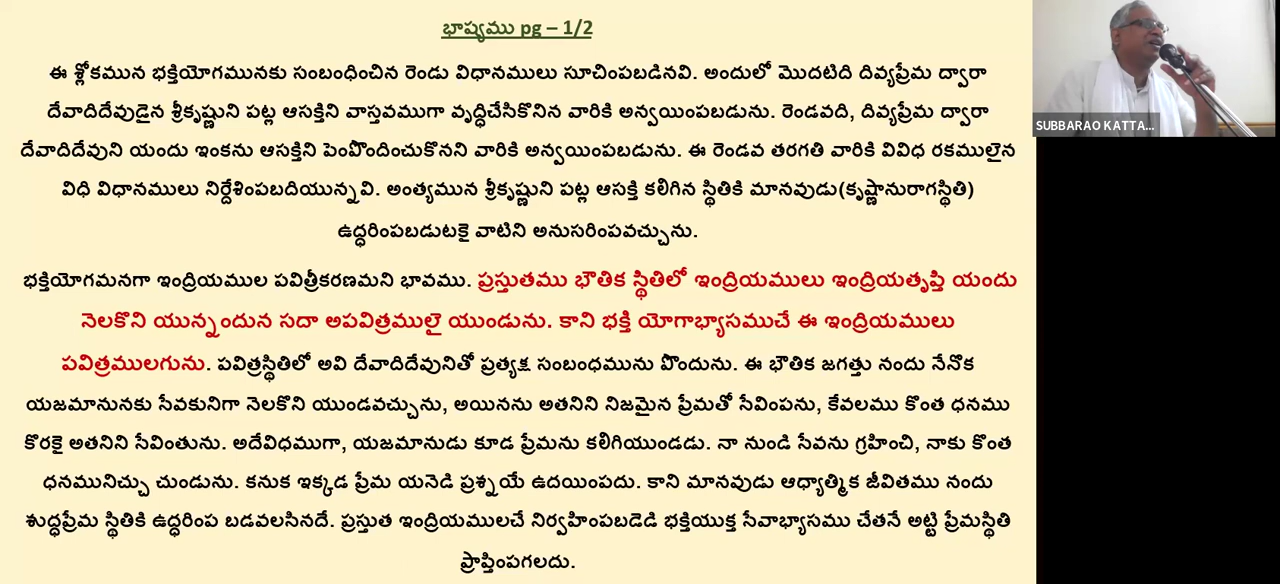 భాష్యము pg – 1/2
ఈ శ్లోకమున భక్తియోగమునకు సంబంధించిన రెండు విధానములు సూచింపబడినవి. అందులో మొదటిది దివ్యప్రేమ ద్వారా
దేవాదిదేవుడైన శ్రీకృష్ణుని పట్ల ఆసక్తిని వాస్తవముగా వృద్ధిచేసికొనిన వారికి అన్వయింపబడును. రెండవది, దివ్యప్రేమ ద్వారా
దేవాదిదేవుని యందు ఇంకను ఆసక్తిని పెంపొందించుకొనని వారికి అన్వయింపబడును. ఈ రెండవ తరగతి వారికి వివిధ రకములైన
విధి విధానములు నిర్దేశింపబదియున్నవి. అంత్యమున శ్రీకృష్ణుని పట్ల ఆసక్తి కలిగిన స్థితికి మానవుడు(కృష్ణానురాగస్థితి)
ఉద్ధరింపబడుటకై వాటిని అనుసరింపవచ్చును.
భక్తియోగమనగా ఇంద్రియముల పవిత్రీకరణమని భావము. ప్రస్తుతము భౌతిక స్థితిలో ఇంద్రియములు ఇంద్రియతృప్తి యందు
నెలకొని యున్నందున సదా అపవిత్రములై యుండును. కాని భక్తి యోగాభ్యాసముచే ఈ ఇంద్రియములు
పవిత్రములగును. పవిత్రస్థితిలో అవి దేవాదిదేవునితో ప్రత్యక్ష సంబంధమును పొందును. ఈ భౌతిక జగత్తు నందు నేనొక
యజమానునకు సేవకునిగా నెలకొని యుండవచ్చును, అయినను అతనిని నిజమైన ప్రేమతో సేవింపను, కేవలము కొంత ధనము
కొరకై అతనిని సేవింతును. అదేవిధముగా, యజమానుడు కూడ ప్రేమను కలిగియుండడు. నా నుండి సేవను గ్రహించి, నాకు కొంత
ధనమునిచ్చు చుండును. కనుక ఇక్కడ ప్రేమ యనెడి ప్రశ్నయే ఉదయింపదు. కాని మానవుడు ఆధ్యాత్మిక జీవితము నందు
శుద్ధప్రేమ స్థితికి ఉద్ధరింప బడవలసినదే. ప్రస్తుత ఇంద్రియములచే నిర్వహింపబడెడి భక్తియుక్త సేవాభ్యాసము చేతనే అట్టి ప్రేమస్థితి
ప్రాప్తింపగలదు.
SUBBARAO KATTA...